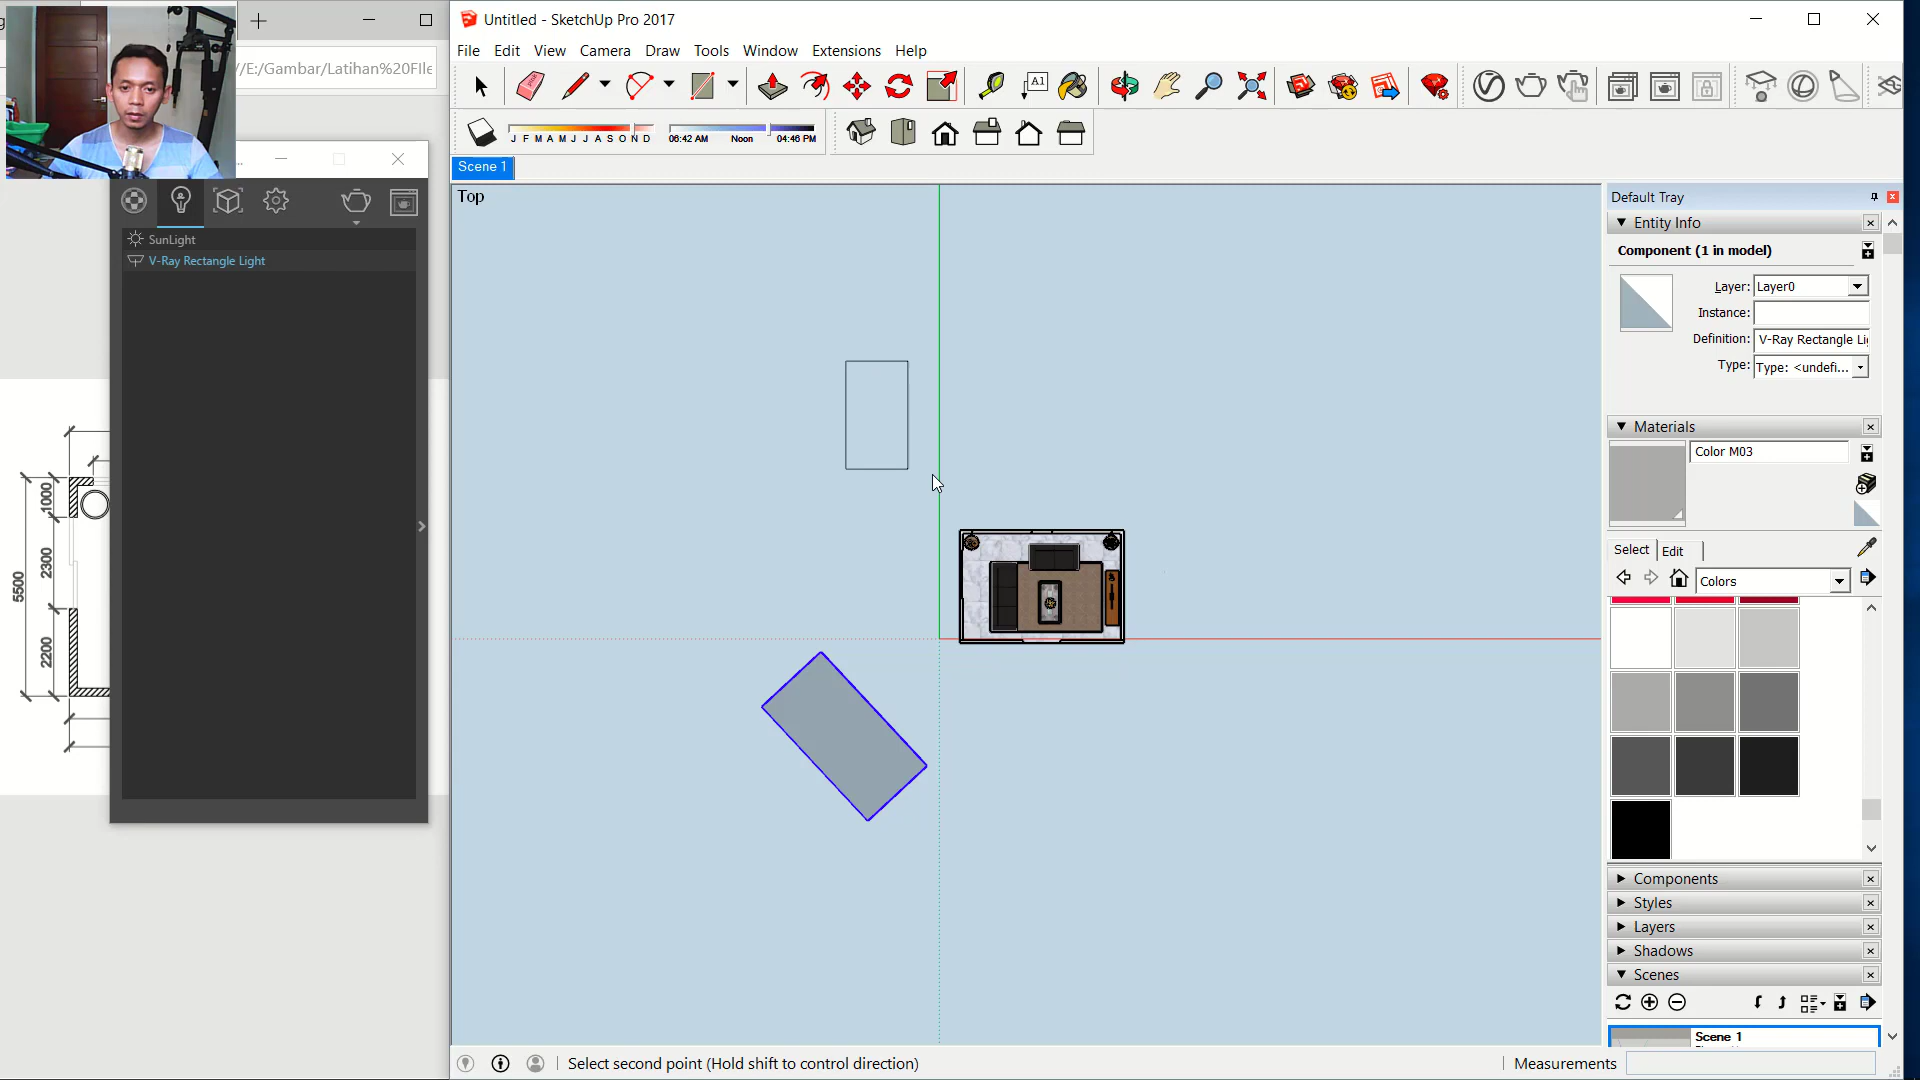 Untitled - SketchUp Pro 2017
File Edit View Camera Draw Tools Window Extensions Help
//E:/Gambar/Latihan%20FIle
A1
J F M A M J J A S O N D
06:42 AM Noon 04:46 PM
Scene 1
Top
SunLight
V-Ray Rectangle Light
1000
2300
5500
2200
Default Tray
Entity Info
Component (1 in model)
Layer: Layer0
Instance:
Definition: V-Ray Rectangle Li
Type: Type: <undefi...
Materials
Color M03
Select Edit
Colors
Components
Styles
Layers
Shadows
Scenes
Scene 1
Select second point (Hold shift to control direction)
Measurements